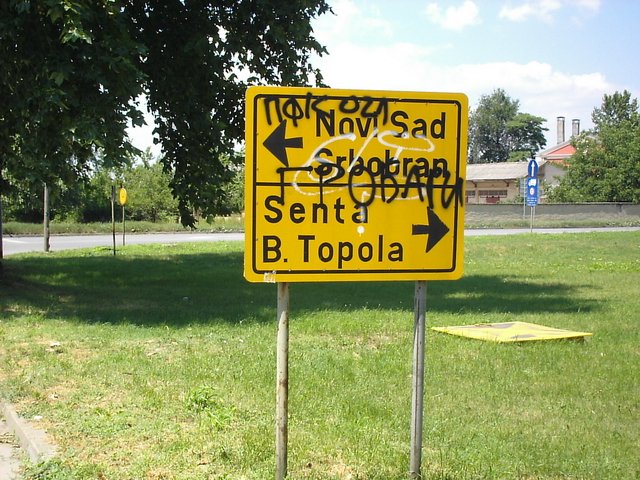 Novi Sad
Srbobran
Senta
B. Topola